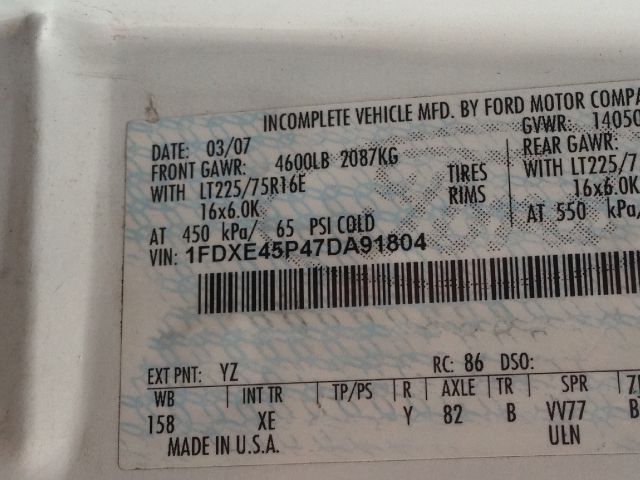 INCOMPLETE VEHICLE MFD. BY FORD MOTOR COMPA
DATE: 03/07 GVWR: 14050
FRONT GAWR: 4600LB 2087KG REAR GAWR:
WITH LT225/75R16E TIRES WITH LT225/7
16x6.0K RIMS 16x6.0K
AT 450 kPa/ 65 PSI COLD AT 550 kPa/
VIN: 1FDXE45P47DA91804
EXT PNT: YZ RC: 86 DSO:
WB INT TR TP/PS R AXLE TR SPR
158 XE Y 82 B VV77 B
MADE IN U.S.A. ULN